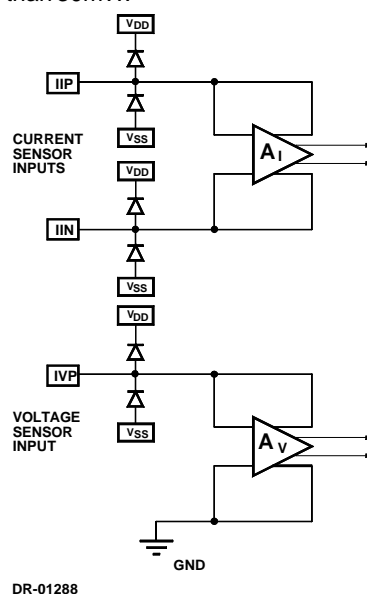 than
VDD
IIP
CURRENT
SENSOR
INPUTS
VSS
VDD
AI
IIN
VSS
VDD
IVP
VOLTAGE
SENSOR
INPUT
VSS
AV
GND
DR-01288